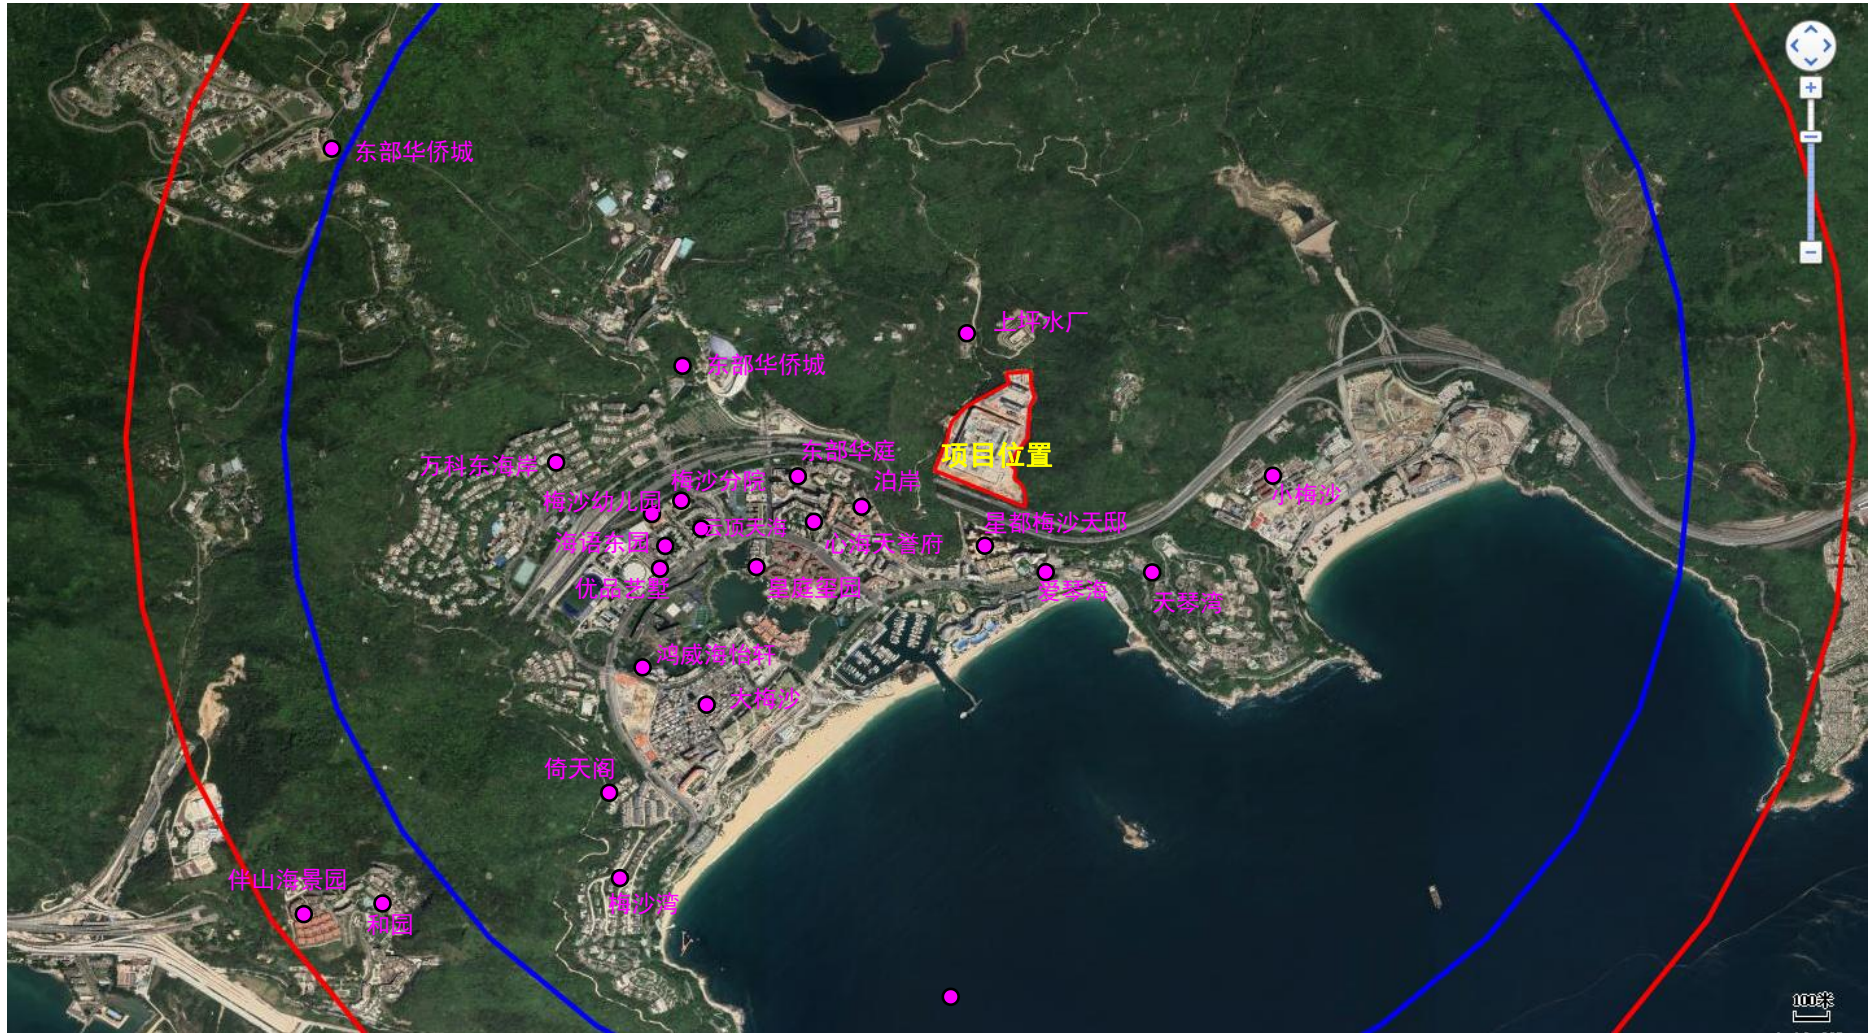 东部华侨城
上坪水厂
东部华侨城
东部华庭
项目位置
万科东海岸
梅沙分院
泊岸
小梅沙
梅沙幼儿园
云顶天海
星都梅沙天邸
湾语东园
心海天誉府
优品艺墅
皇庭玺园
爱琴海
天琴湾
鸿威海怡轩
大梅沙
倚天阁
伴山海景园
梅沙湾
和园
100米